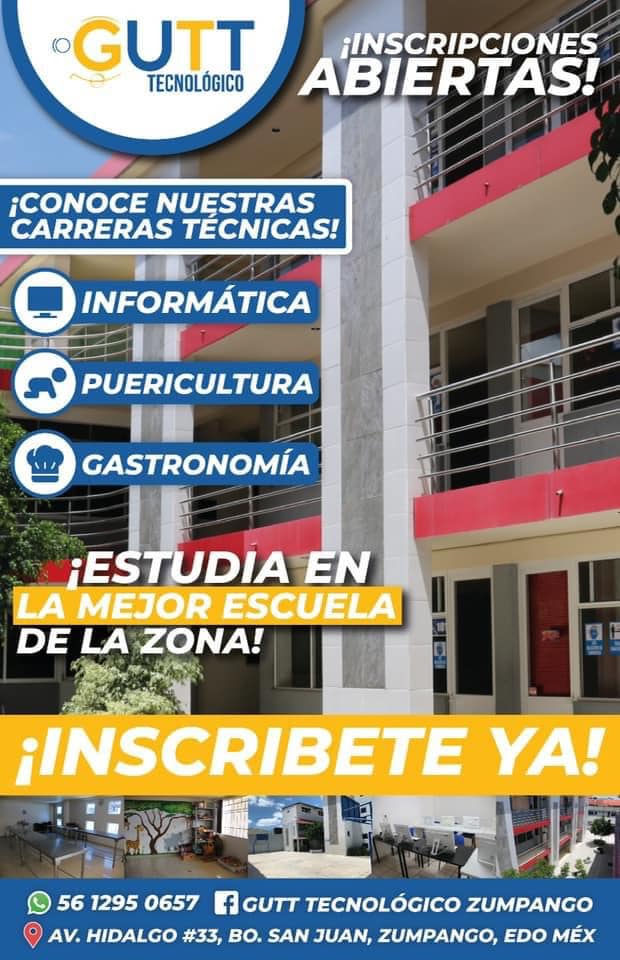 GUTT
TECNOLÓGICO
¡INSCRIPCIONES
ABIERTAS!
¡CONOCE NUESTRAS
CARRERAS TÉCNICAS!
INFORMÁTICA
PUERICULTURA
GASTRONOMÍA
¡ESTUDIA EN
LA MEJOR ESCUELA
DE LA ZONA!
¡INSCRIBETE YA!
56 1295 0657 GUTT TECNOLÓGICO ZUMPANGO
AV. HIDALGO #33, BO. SAN JUAN, ZUMPANGO, EDO MÉX